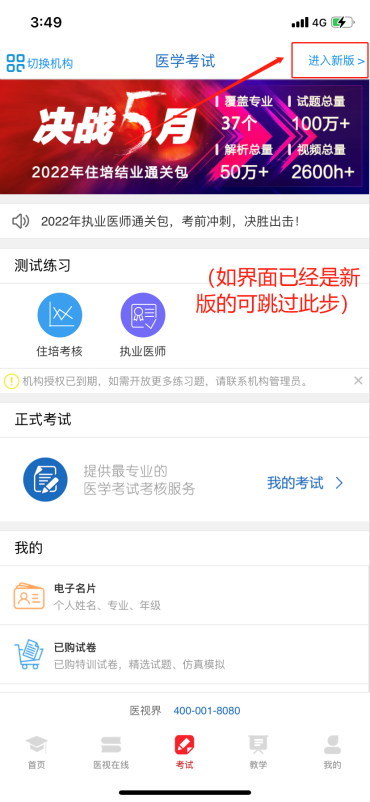 3:49
4G
切换机构
医学考试
进入新版 >
决战5月
2022年住培结业通关包
覆盖专业
37个
试题总量
100万+
解析总量
50万+
视频总量
2600h+
2022年执业医师通关包，考前冲刺，决胜出击！
测试练习
（如界面已经是新
版的可跳过此步）
住培考核
执业医师
机构授权已到期，如需开放更多练习题，请联系机构管理员。
正式考试
提供最专业的
医学考试考核服务
我的考试
我的
电子名片
个人姓名、专业、年级
已购试卷
已购特训试卷，精选试题、仿真模拟
医视界 400-001-8080
首页
医视在线
考试
教学
我的